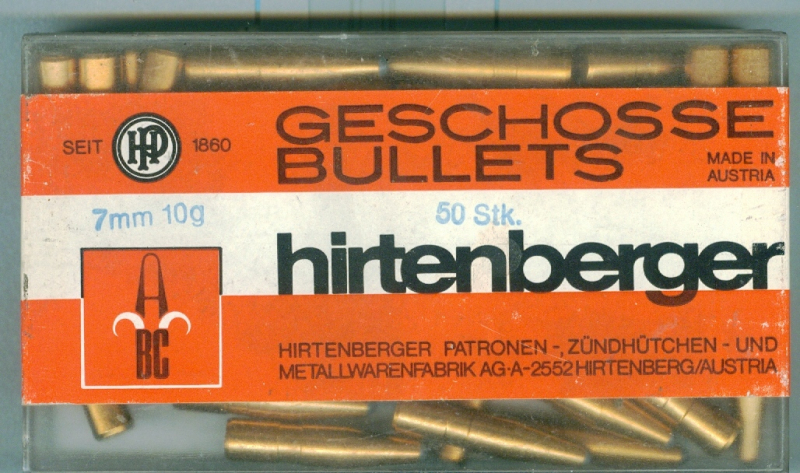 SEIT HP 1860
GESCHOSSE
BULLETS
MADE IN
AUSTRIA
7mm 10g
50 Stk.
hirtenberger
ABC
HIRTENBERGER PATRONEN-, ZÜNDHÜTCHEN - UND
METALLWARENFABRIK AG·A-2552 HIRTENBERG/AUSTRIA